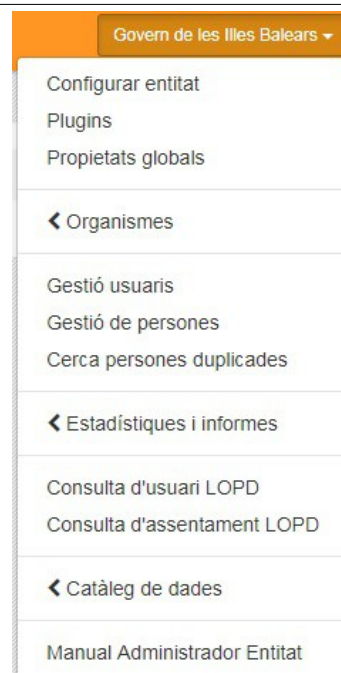 Govern de les Illes Balears
Configurar entitat
Plugins
Propietats globals
Organismes
Gestió usuaris
Gestió de persones
Cerca persones duplicades
Estadístiques i informes
Consulta d'usuari LOPD
Consulta d'assentament LOPD
Catàleg de dades
Manual Administrador Entitat